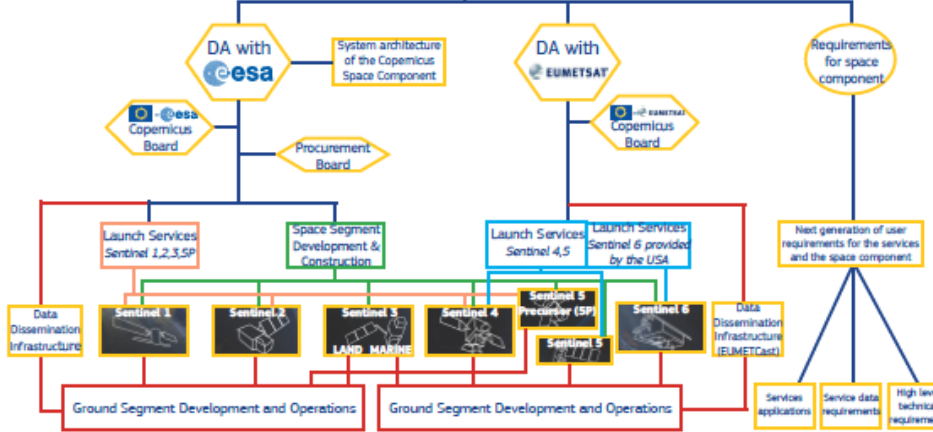 DA with
esa
System architecture
of the Copernicus
Space Component
DA with
EUMETSAT
Requirements
for space
component
esa
Copernicus
Board
Procurement
Board
EUMETSAT
Copernicus
Board
Launch Services
Sentinel 1,2,3,5P
Space Segment
Development &
Construction
Launch Services
Sentinel 4,5
Launch Services
Sentinel 6 provided
by the USA
Next generation of user
requirements for the services
and the space component
Data
Dissemination
Infrastructure
Sentinel 1
Sentinel 2
Sentinel 3
LAND MARINE
Sentinel 4
Sentinel 5
Precursor (5P)
Sentinel 5
Sentinel 6
Data
Dissemination
Infrastructure
(EUMETCast)
Ground Segment Development and Operations
Ground Segment Development and Operations
Services
applications
Service data
requirements
High leve
technica
requireme